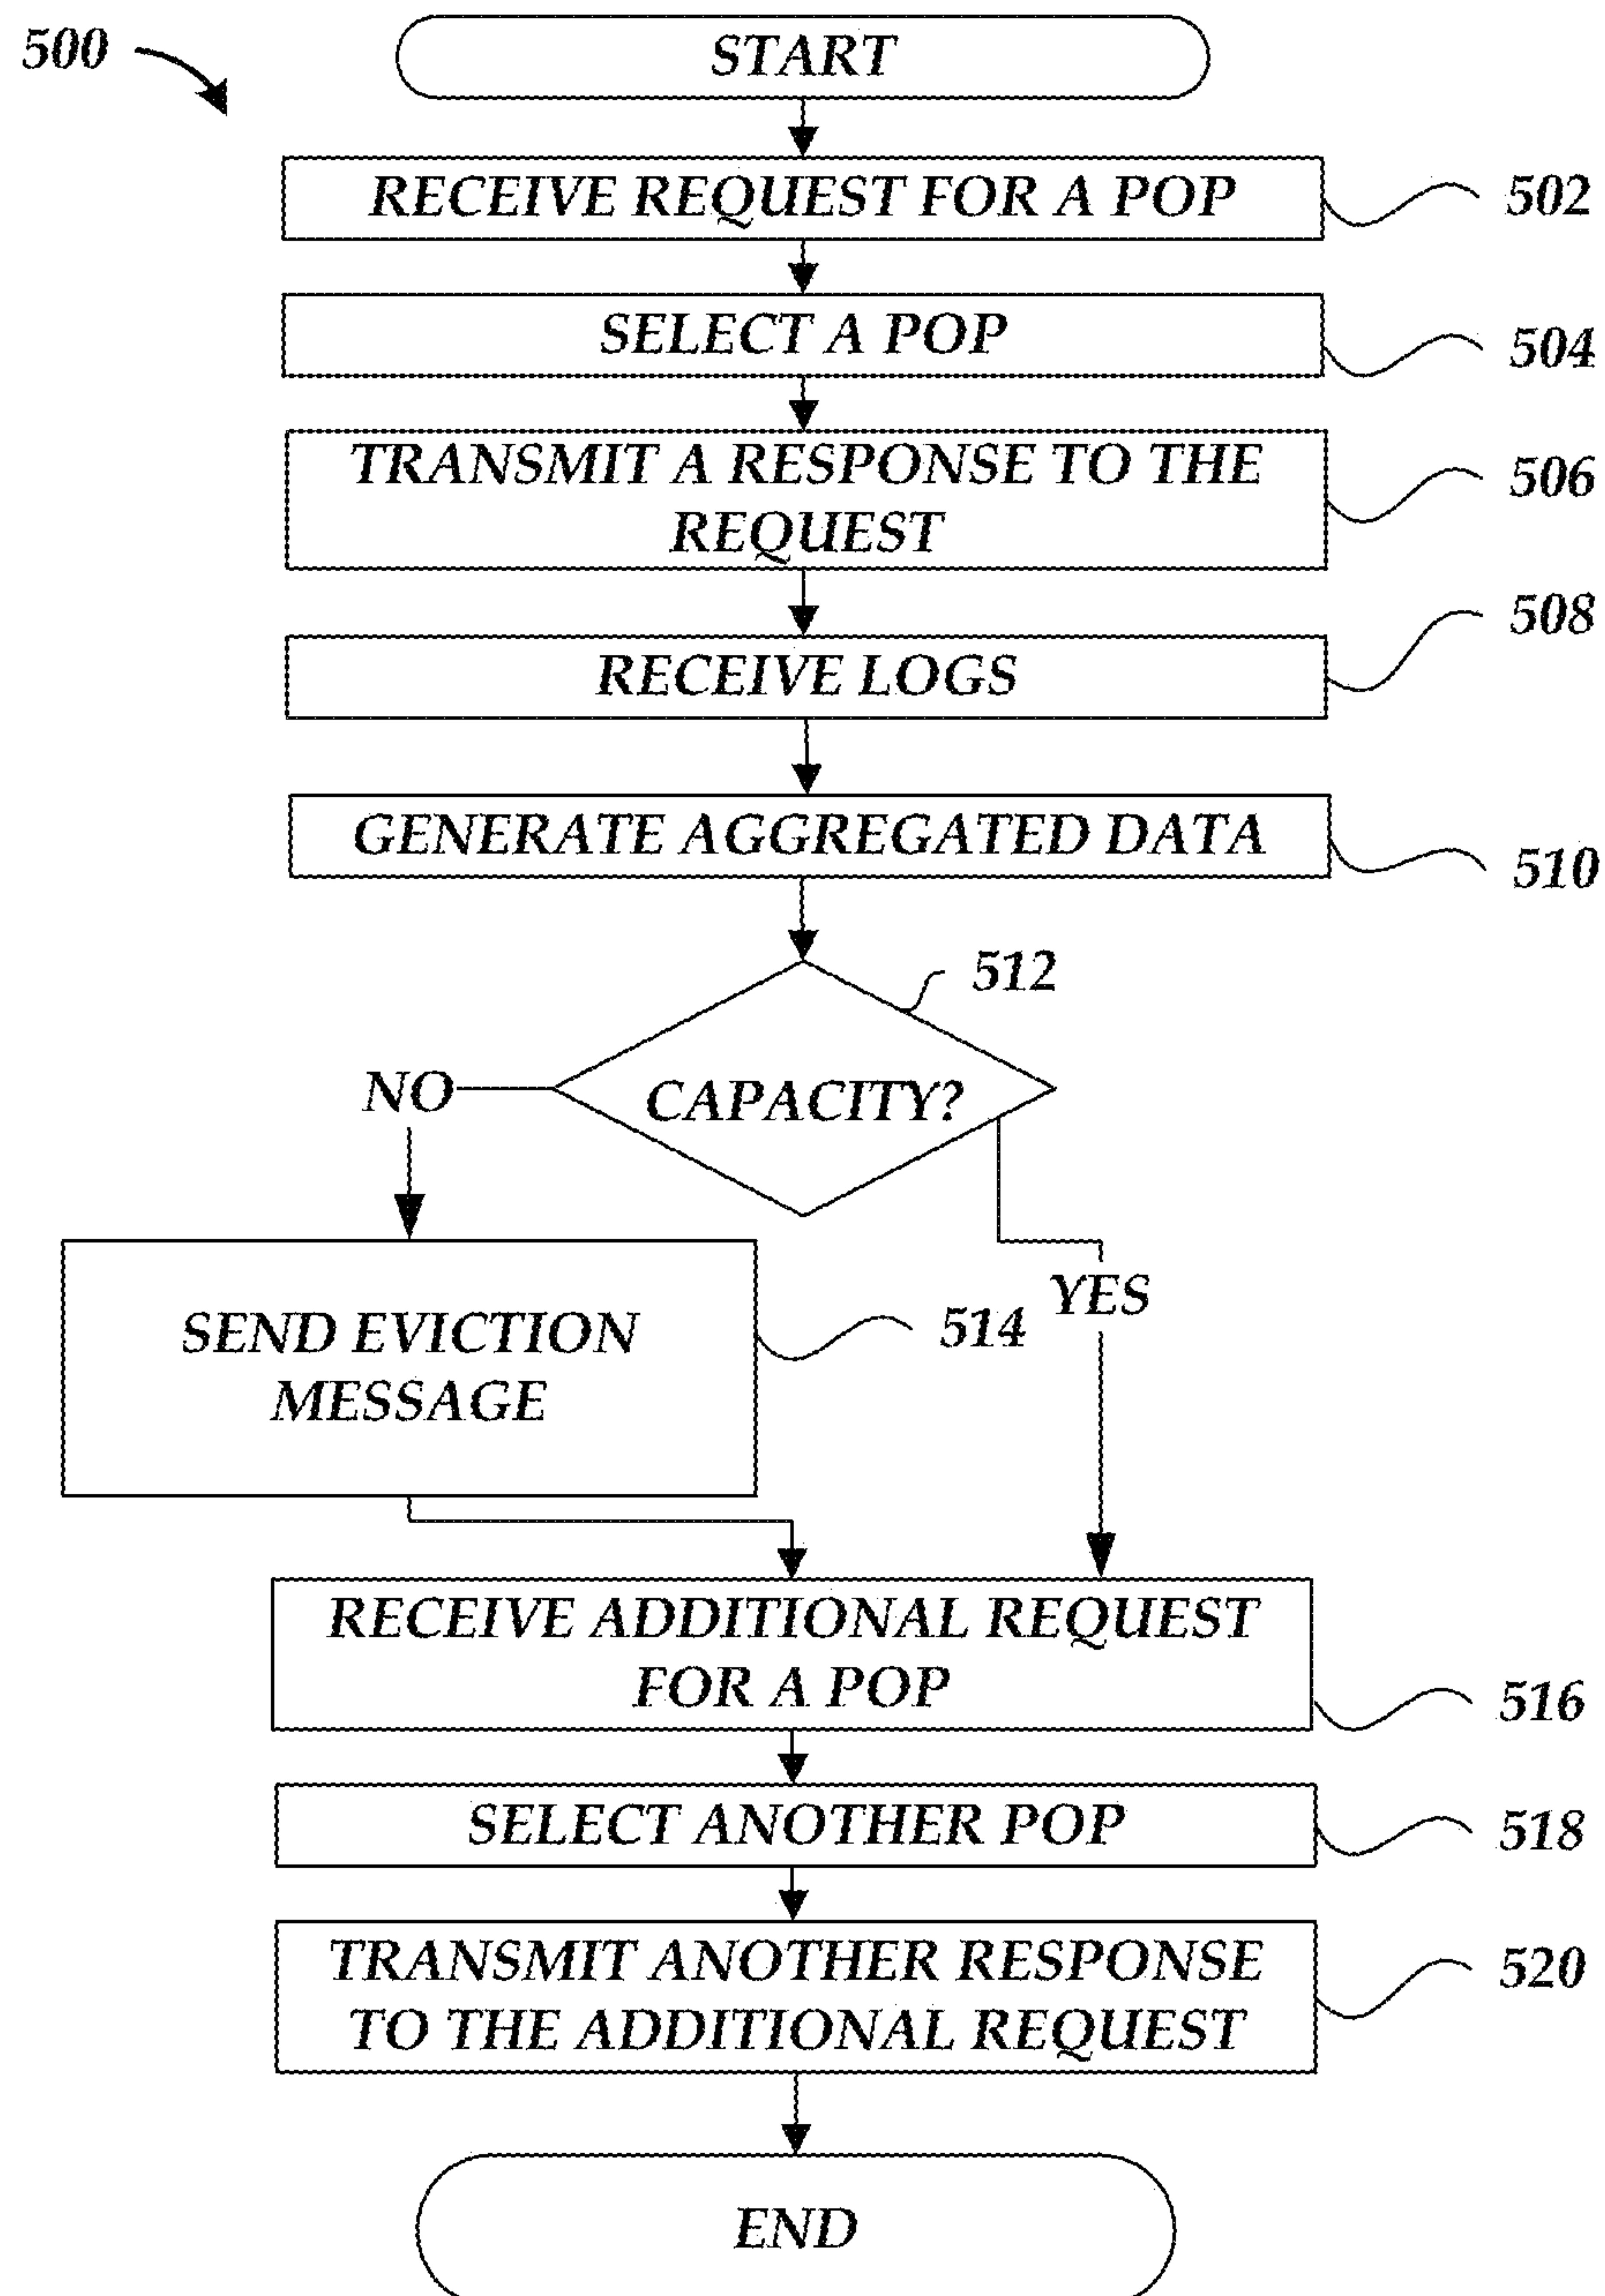 500
START
RECEIVE REQUEST FOR A POP
502
SELECT A POP
504
TRANSMIT A RESPONSE TO THE
REQUEST
506
RECEIVE LOGS
508
GENERATE AGGREGATED DATA
510
512
CAPACITY?
NO
YES
SEND EVICTION
MESSAGE
514
RECEIVE ADDITIONAL REQUEST
FOR A POP
516
SELECT ANOTHER POP
518
TRANSMIT ANOTHER RESPONSE
TO THE ADDITIONAL REQUEST
520
END